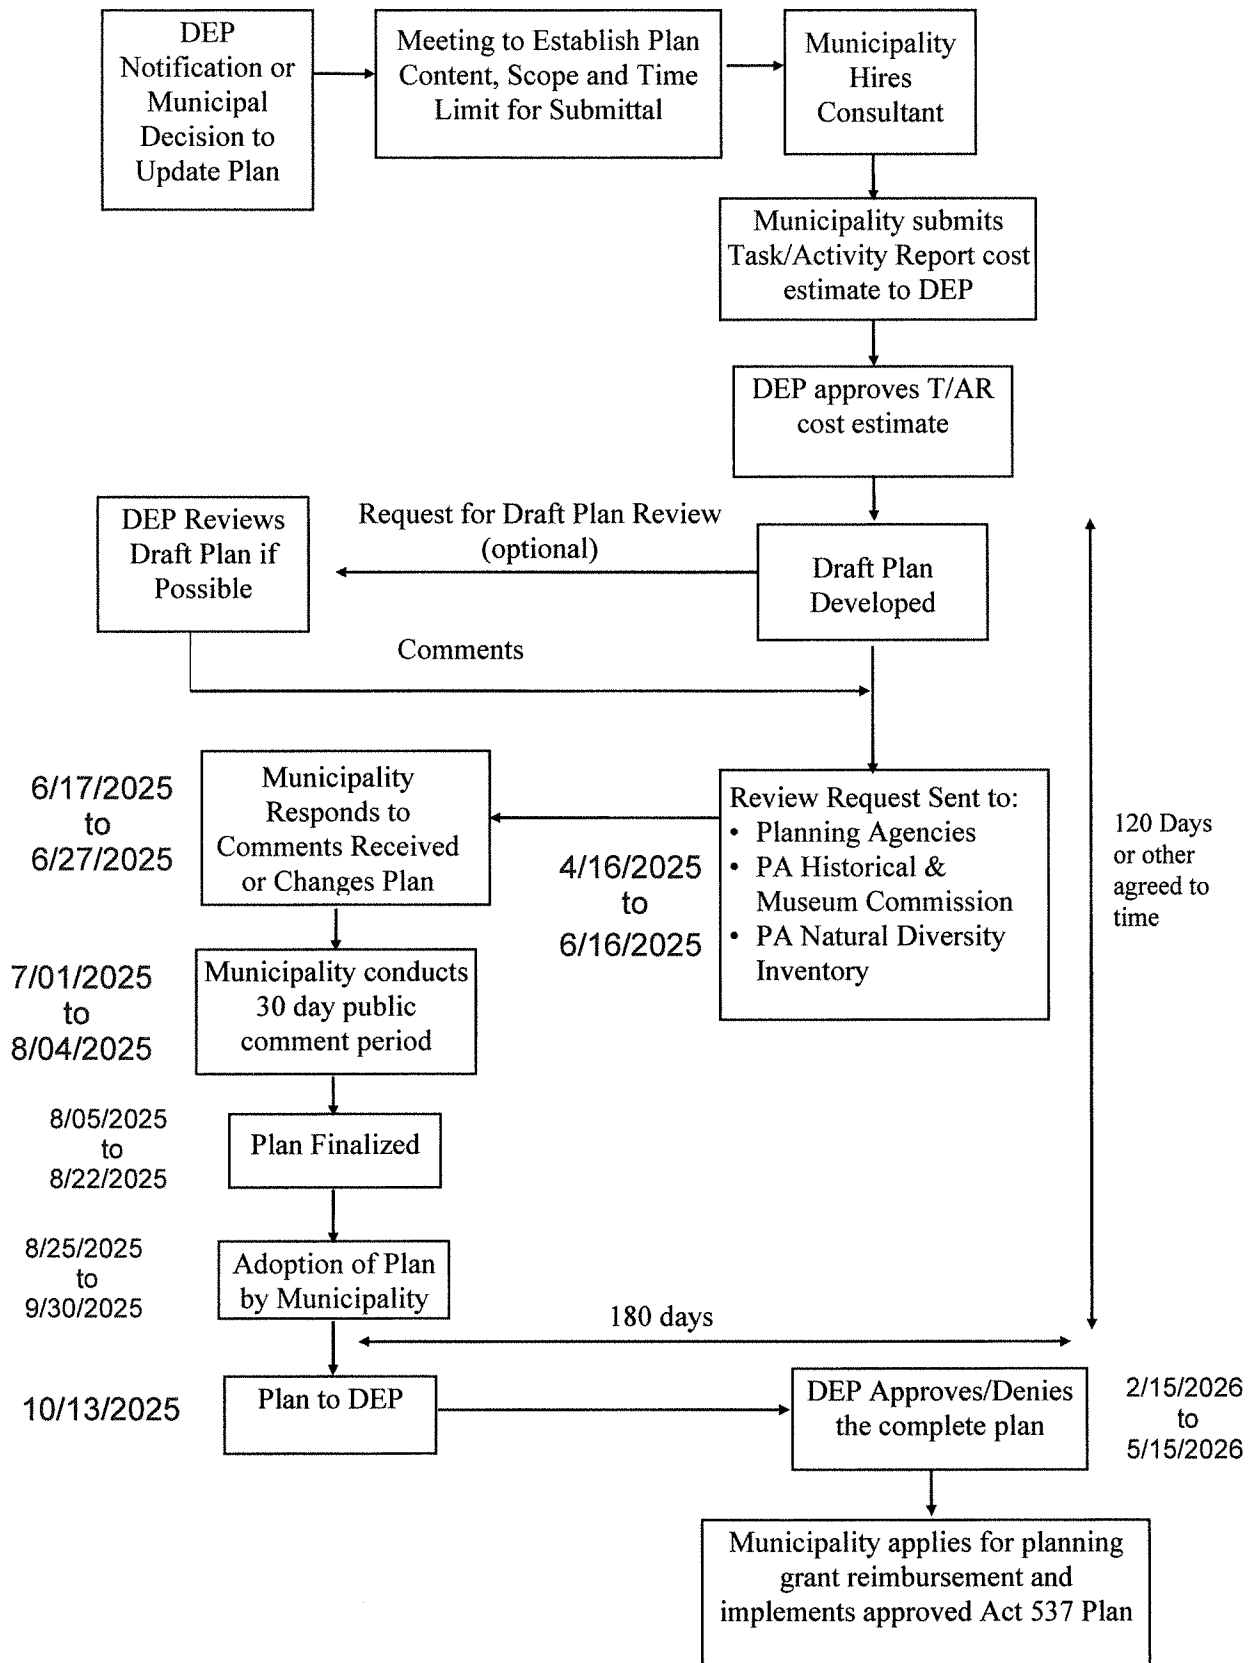 DEP
Notification or
Municipal
Decision to
Update Plan
Meeting to Establish Plan
Content, Scope and Time
Limit for Submittal
Municipality
Hires
Consultant
Municipality submits
Task/Activity Report cost
estimate to DEP
DEP approves T/AR
cost estimate
DEP Reviews
Draft Plan if
Possible
Request for Draft Plan Review
(optional)
Draft Plan
Developed
Comments
6/17/2025
to
6/27/2025
Municipality
Responds to
Comments Received
or Changes Plan
4/16/2025
to
6/16/2025
Review Request Sent to:
• Planning Agencies
• PA Historical &
Museum Commission
• PA Natural Diversity
Inventory
120 Days
or other
agreed to
time
7/01/2025
to
8/04/2025
Municipality conducts
30 day public
comment period
8/05/2025
to
8/22/2025
Plan Finalized
8/25/2025
to
9/30/2025
Adoption of Plan
by Municipality
180 days
10/13/2025
Plan to DEP
DEP Approves/Denies
the complete plan
2/15/2026
to
5/15/2026
Municipality applies for planning
grant reimbursement and
implements approved Act 537 Plan